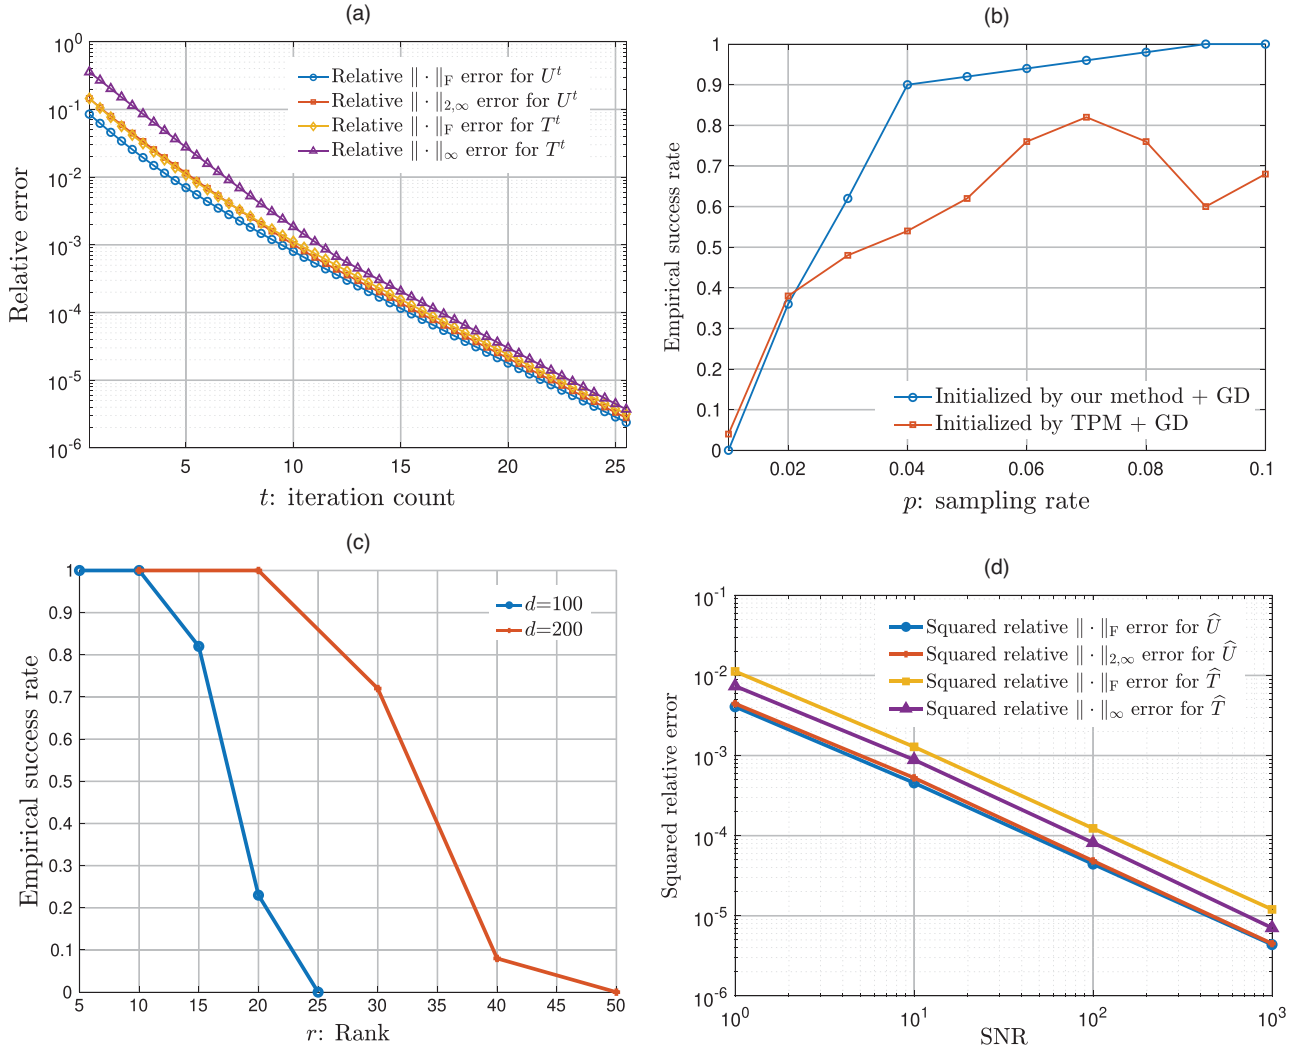 (a)
10^0
10^-1
10^-2
10^-3
10^-4
10^-5
10^-6
Relative error
Relative ‖ · ‖_F error for U^t
Relative ‖ · ‖_{2,∞} error for U^t
Relative ‖ · ‖_F error for T^t
Relative ‖ · ‖_∞ error for T^t
5 10 15 20 25
t: iteration count
(b)
1
0.9
0.8
0.7
0.6
0.5
0.4
0.3
0.2
0.1
0
Empirical success rate
Initialized by our method + GD
Initialized by TPM + GD
0.02 0.04 0.06 0.08 0.1
p: sampling rate
(c)
1
0.9
0.8
0.7
0.6
0.5
0.4
0.3
0.2
0.1
0
Empirical success rate
d=100
d=200
5 10 15 20 25 30 35 40 45 50
r: Rank
(d)
10^-1
10^-2
10^-3
10^-4
10^-5
10^-6
Squared relative error
Squared relative ‖ · ‖_F error for Û
Squared relative ‖ · ‖_{2,∞} error for Û
Squared relative ‖ · ‖_F error for T̂
Squared relative ‖ · ‖_∞ error for T̂
10^0 10^1 10^2 10^3
SNR